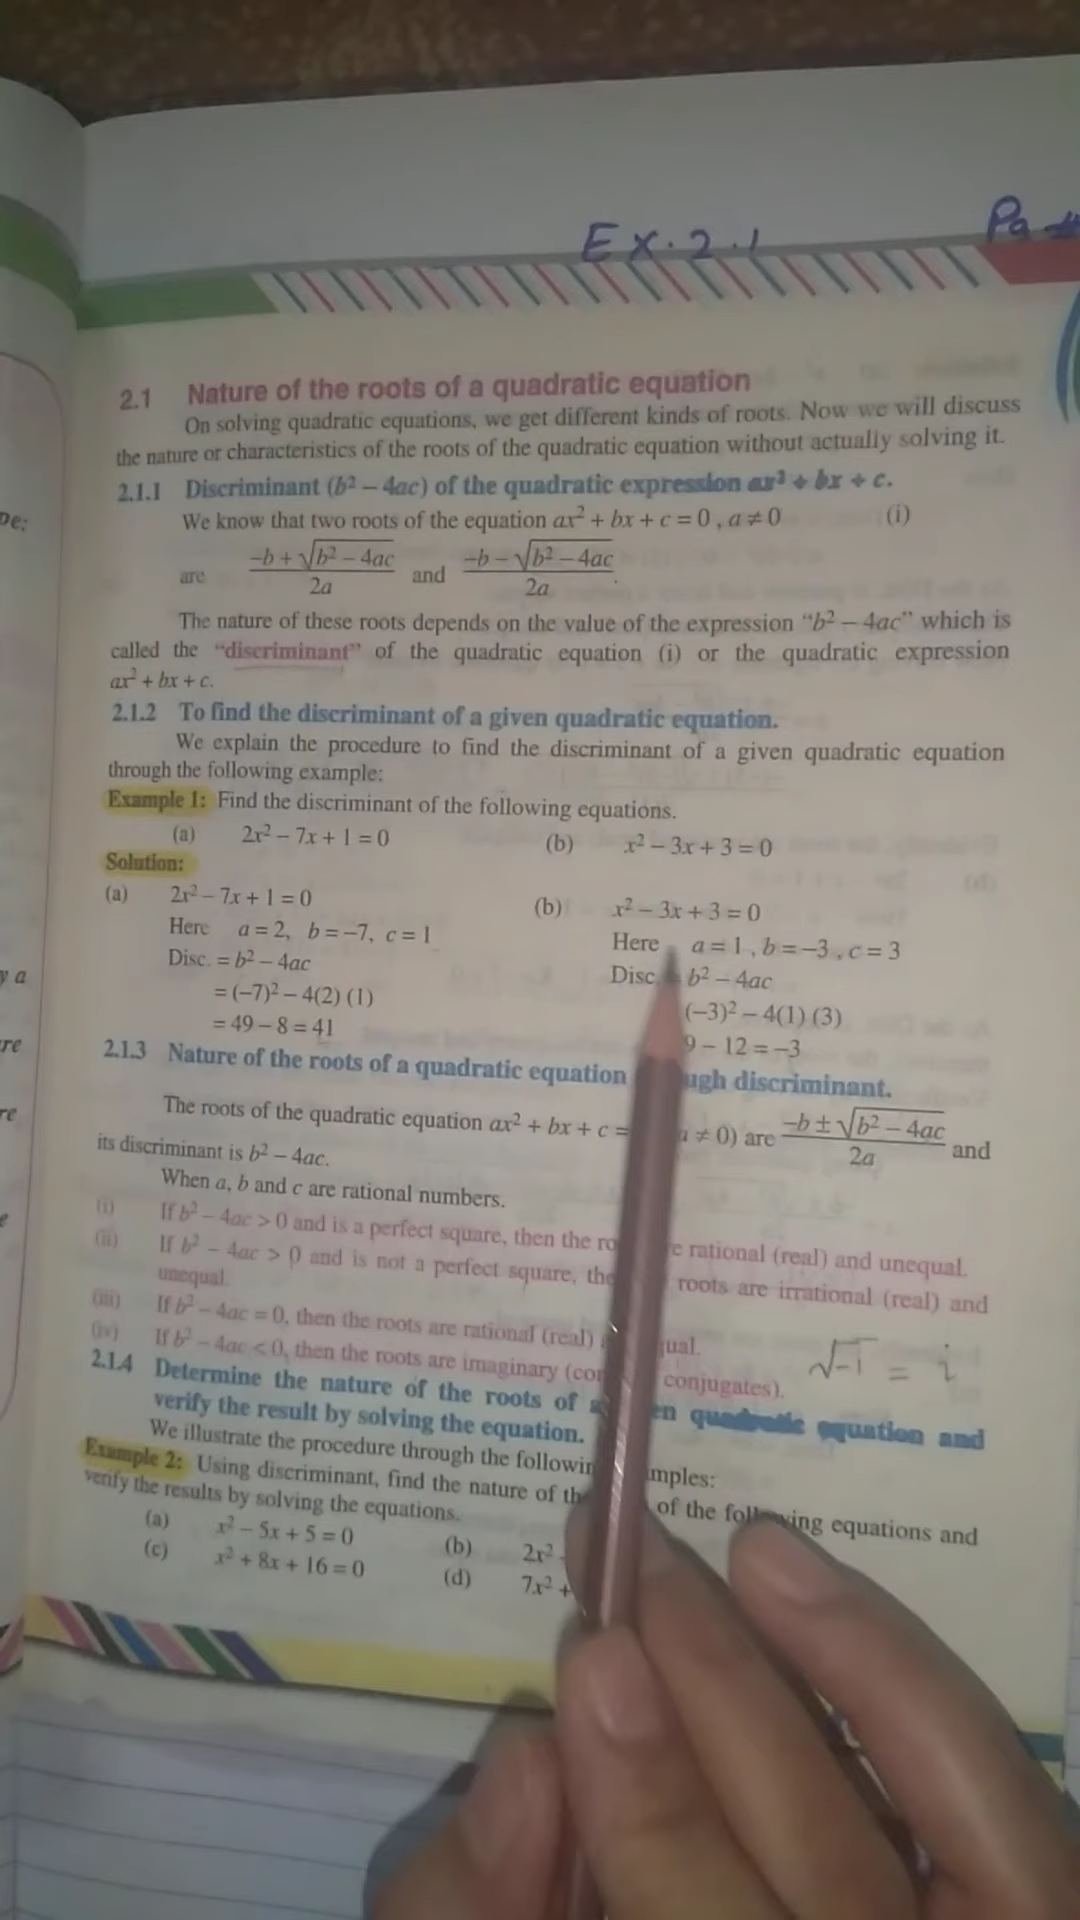 Ex. 2.1
Pg #
2.1 Nature of the roots of a quadratic equation
On solving quadratic equations, we get different kinds of roots. Now we will discuss
the nature or characteristics of the roots of the quadratic equation without actually solving it.
2.1.1 Discriminant (b² – 4ac) of the quadratic expression ax² + bx + c.
We know that two roots of the equation ax² + bx + c = 0 , a ≠ 0 (i)
are (–b + √(b² – 4ac))/2a and (–b – √(b² – 4ac))/2a.
The nature of these roots depends on the value of the expression “b² – 4ac” which is
called the “discriminant” of the quadratic equation (i) or the quadratic expression
ax² + bx + c.
2.1.2 To find the discriminant of a given quadratic equation.
We explain the procedure to find the discriminant of a given quadratic equation
through the following example:
Example 1: Find the discriminant of the following equations.
(a) 2x² – 7x + 1 = 0 (b) x² – 3x + 3 = 0
Solution:
(a) 2x² – 7x + 1 = 0 (b) x² – 3x + 3 = 0
Here a = 2, b = –7, c = 1 Here a = 1 , b = –3 , c = 3
Disc. = b² – 4ac Disc b² – 4ac
= (–7)² – 4(2) (1) (–3)² – 4(1) (3)
= 49 – 8 = 41 9 – 12 = –3
2.1.3 Nature of the roots of a quadratic equation ugh discriminant.
The roots of the quadratic equation ax² + bx + c = a ≠ 0) are (–b ± √(b² – 4ac))/2a and
its discriminant is b² – 4ac.
When a, b and c are rational numbers.
(i) If b² – 4ac > 0 and is a perfect square, then the ro e rational (real) and unequal.
(ii) If b² – 4ac > 0 and is not a perfect square, the roots are irrational (real) and
unequal.
(iii) If b² – 4ac = 0, then the roots are rational (real) ual.
(iv) If b² – 4ac < 0, then the roots are imaginary (co conjugates).
√-1 = i
2.1.4 Determine the nature of the roots of a en quadratic equation and
verify the result by solving the equation.
We illustrate the procedure through the followin mples:
Example 2: Using discriminant, find the nature of th of the following equations and
verify the results by solving the equations.
(a) x² – 5x + 5 = 0 (b) 2x²
(c) x² + 8x + 16 = 0 (d) 7x² +